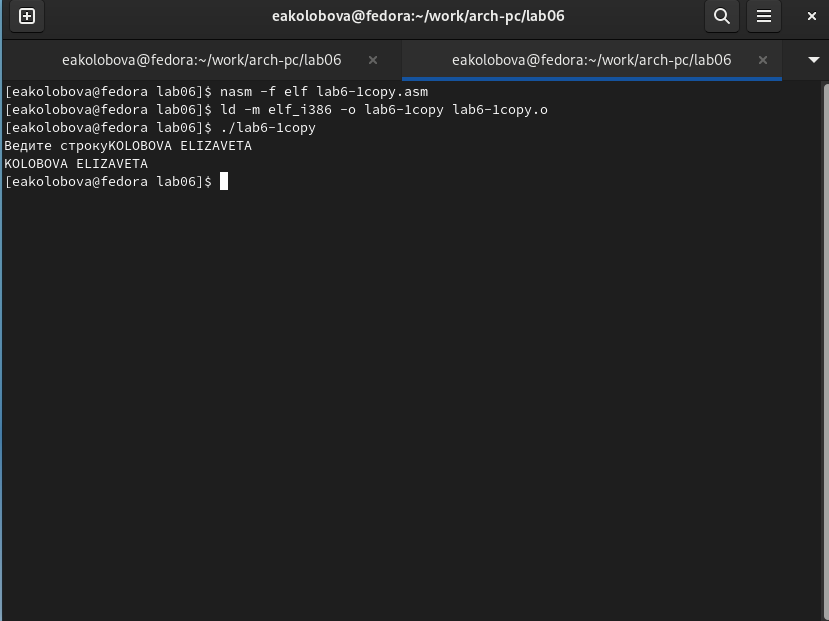 eakolobova@fedora:~/work/arch-pc/lab06
eakolobova@fedora:~/work/arch-pc/lab06
eakolobova@fedora:~/work/arch-pc/lab06
[eakolobova@fedora lab06]$ nasm -f elf lab6-1copy.asm
[eakolobova@fedora lab06]$ ld -m elf_i386 -o lab6-1copy lab6-1copy.o
[eakolobova@fedora lab06]$ ./lab6-1copy
Ведите строкуKOLOBOVA ELIZAVETA
KOLOBOVA ELIZAVETA
[eakolobova@fedora lab06]$